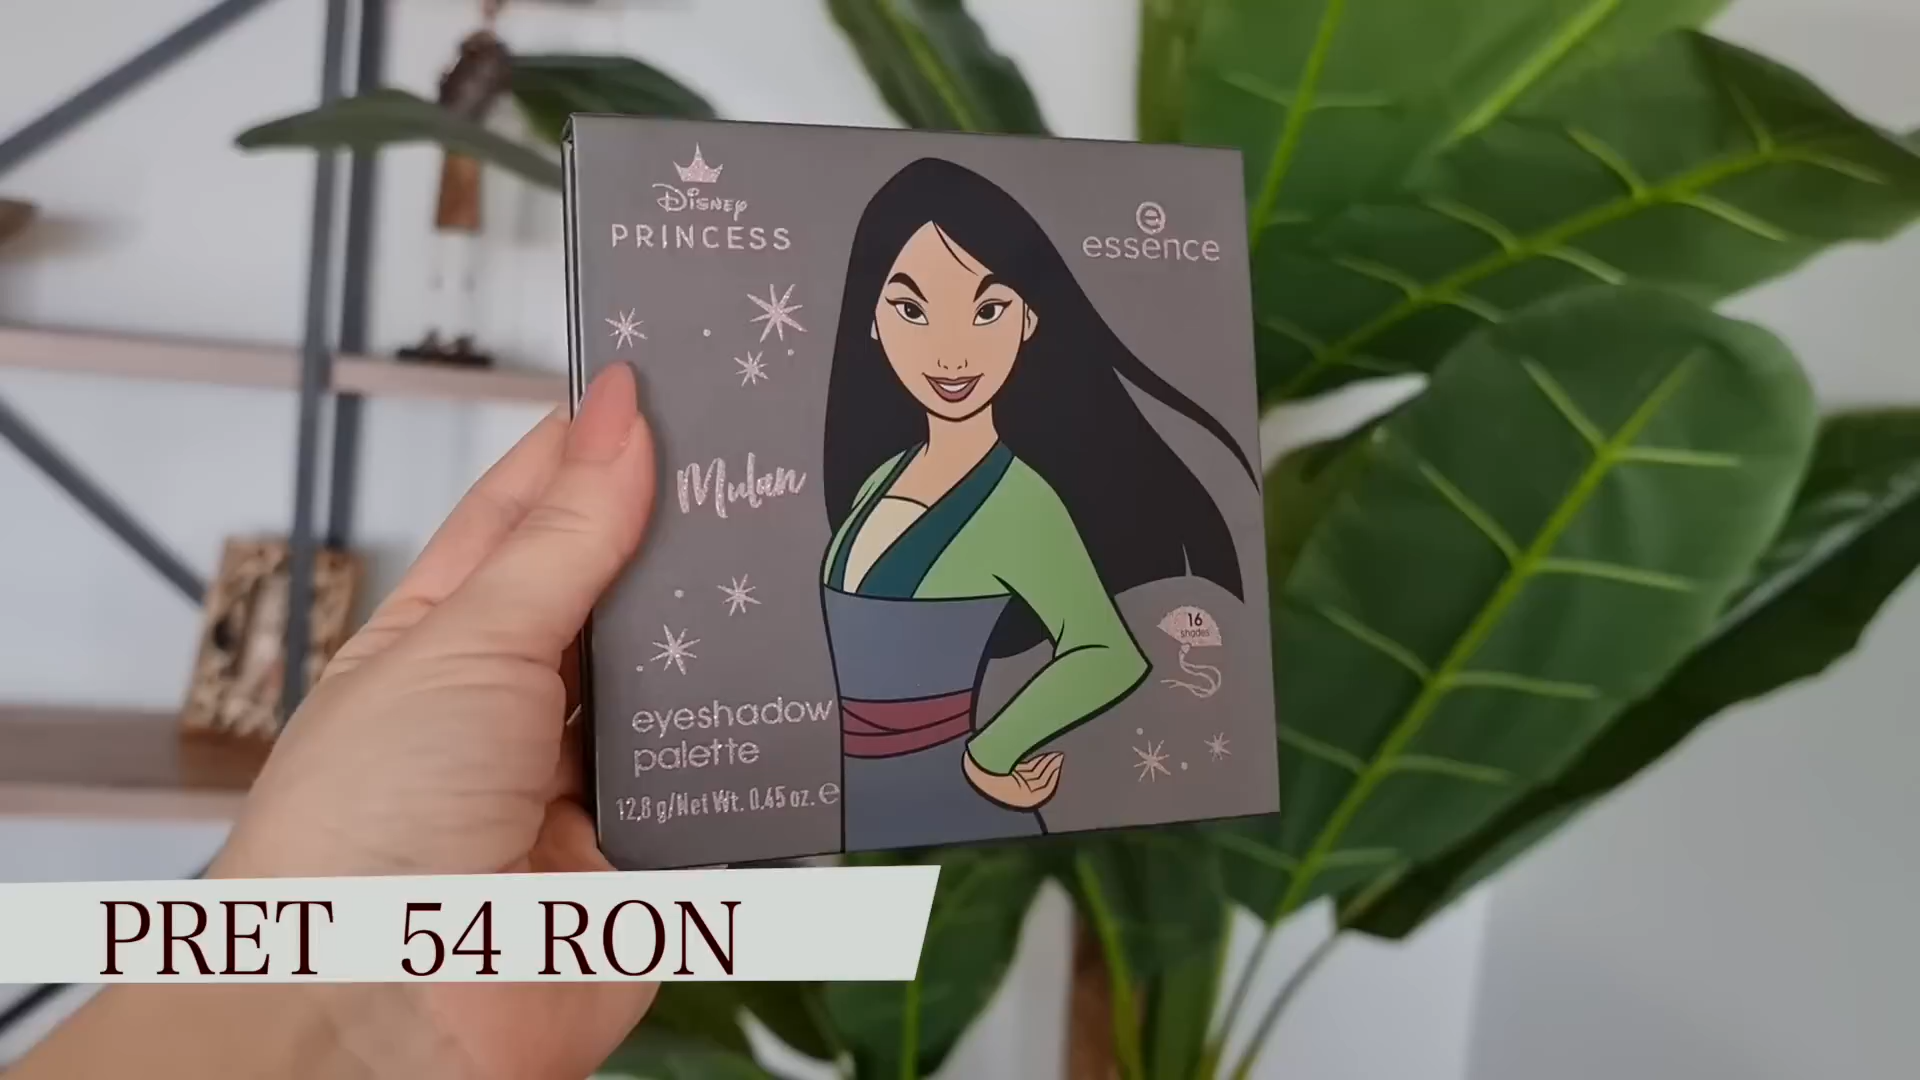 Disney
PRINCESS
e
essence
Mulan
16
shades
eyeshadow
palette
12,8 g/Net Wt. 0.45 oz. e
PRET 54 RON